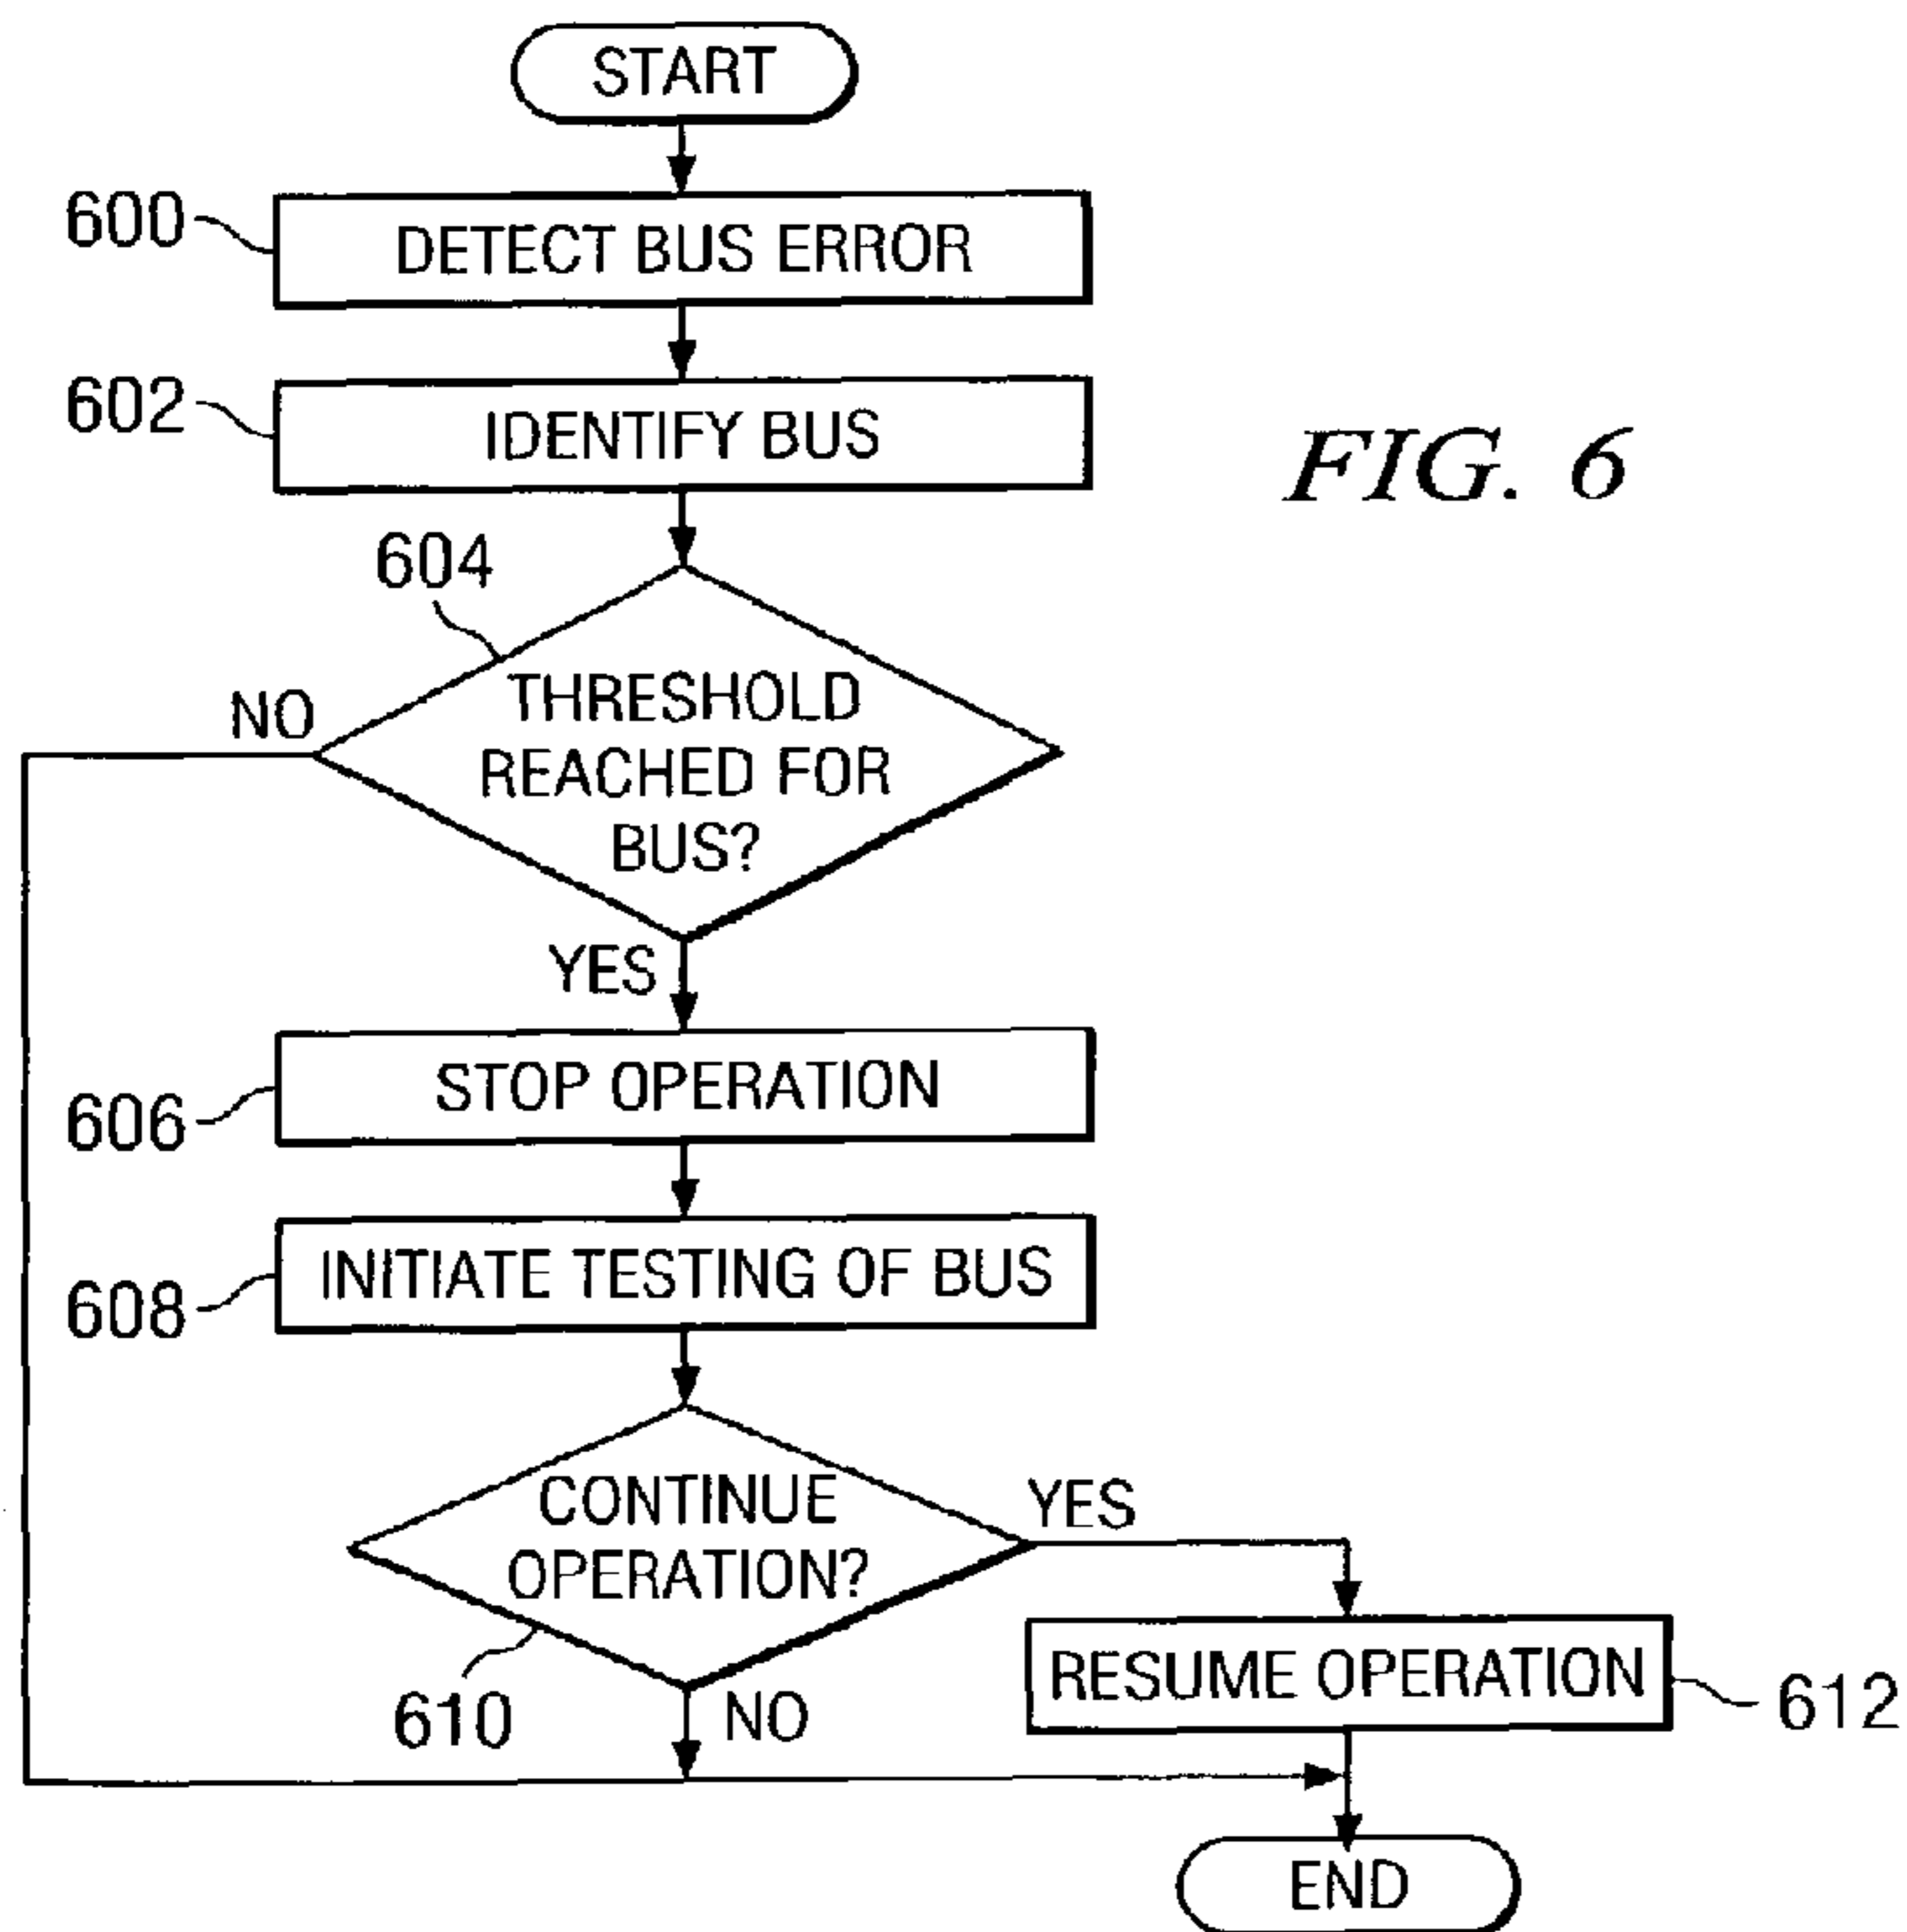 START
600
DETECT BUS ERROR
602
IDENTIFY BUS
FIG. 6
604
NO
THRESHOLD
REACHED FOR
BUS?
YES
606
STOP OPERATION
608
INITIATE TESTING OF BUS
CONTINUE
OPERATION?
YES
610
NO
RESUME OPERATION
612
END